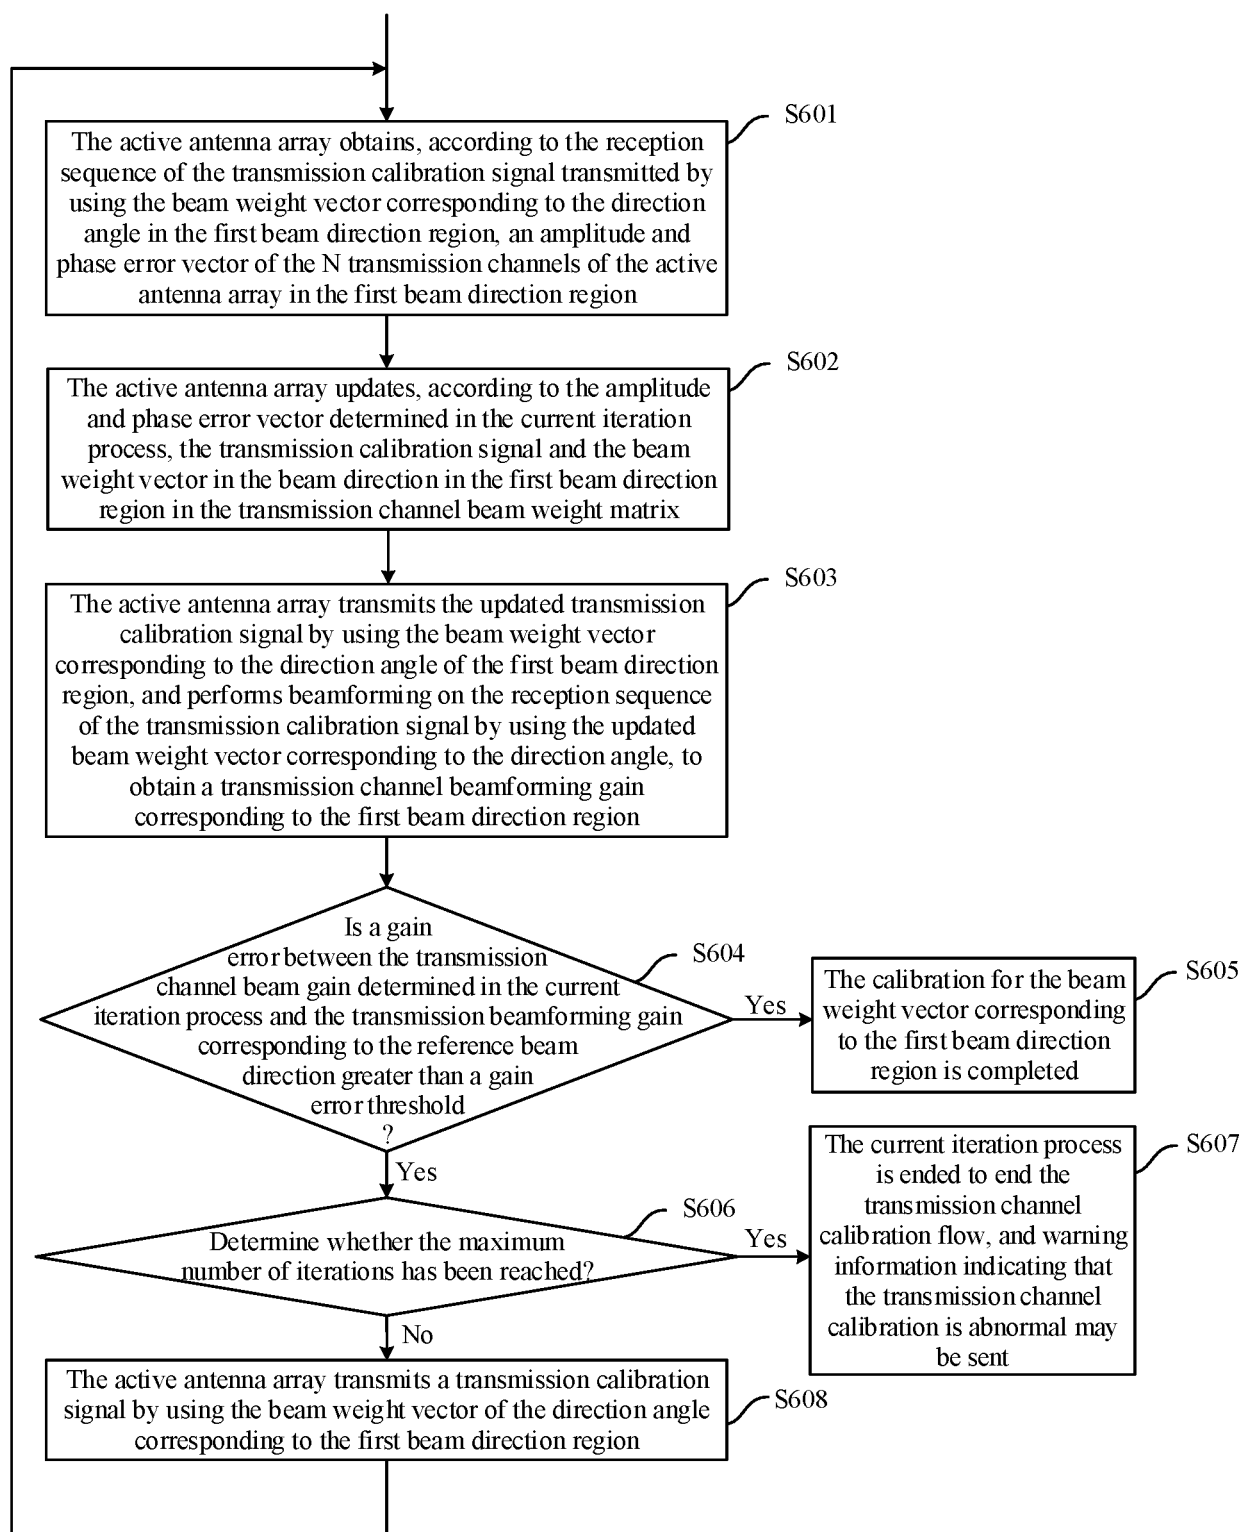 S601
The active antenna array obtains, according to the reception
sequence of the transmission calibration signal transmitted by
using the beam weight vector corresponding to the direction
angle in the first beam direction region, an amplitude and
phase error vector of the N transmission channels of the active
antenna array in the first beam direction region
S602
The active antenna array updates, according to the amplitude
and phase error vector determined in the current iteration
process, the transmission calibration signal and the beam
weight vector in the beam direction in the first beam direction
region in the transmission channel beam weight matrix
S603
The active antenna array transmits the updated transmission
calibration signal by using the beam weight vector
corresponding to the direction angle of the first beam direction
region, and performs beamforming on the reception sequence
of the transmission calibration signal by using the updated
beam weight vector corresponding to the direction angle, to
obtain a transmission channel beamforming gain
corresponding to the first beam direction region
S604
Is a gain
error between the transmission
channel beam gain determined in the current
iteration process and the transmission beamforming gain
corresponding to the reference beam
direction greater than a gain
error threshold
?
Yes
S605
The calibration for the beam
weight vector corresponding
to the first beam direction
region is completed
Yes
S606
Determine whether the maximum
number of iterations has been reached?
Yes
S607
The current iteration process
is ended to end the
transmission channel
calibration flow, and warning
information indicating that
the transmission channel
calibration is abnormal may
be sent
No
S608
The active antenna array transmits a transmission calibration
signal by using the beam weight vector of the direction angle
corresponding to the first beam direction region